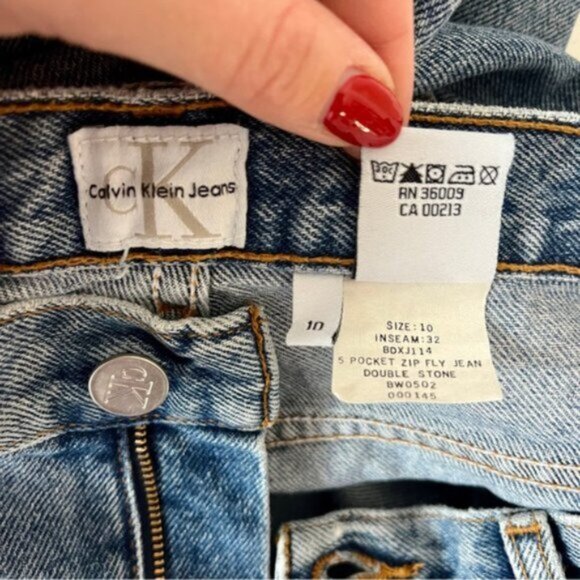 CK
Calvin Klein Jeans
30C
RN 36009
CA 00213
10
SIZE: 10
INSEAM: 32
BDXJ114
5 POCKET ZIP FLY JEAN
DOUBLE STONE
BW0502
000145
CK